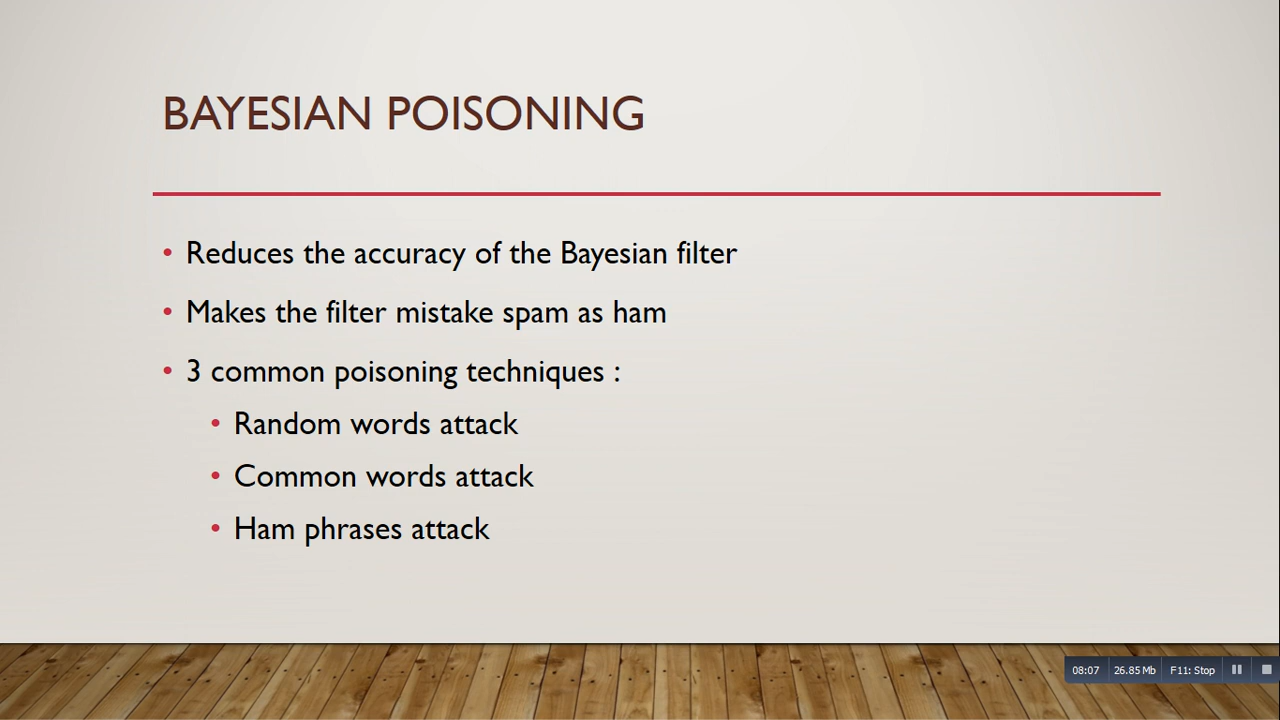 BAYESIAN POISONING
• Reduces the accuracy of the Bayesian filter
• Makes the filter mistake spam as ham
• 3 common poisoning techniques :
• Random words attack
• Common words attack
• Ham phrases attack
08:07 26.85 Mb F11: Stop